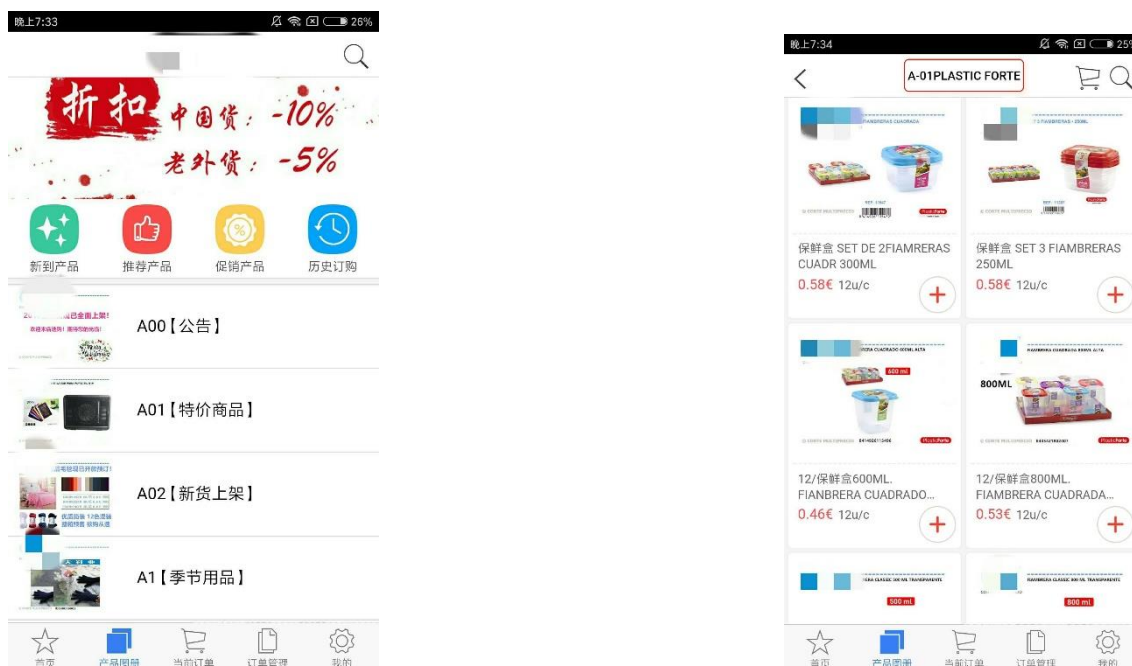 晚上7:33
26%
折扣
中国货：-10%
老外货：-5%
新到产品
推荐产品
促销产品
历史订购
A00【公告】
A01【特价商品】
A02【新货上架】
A1【季节用品】
首页
产品图册
当前订单
订单管理
我的
晚上7:34
25%
A-01PLASTIC FORTE
保鲜盒 SET DE 2FIAMRERAS
CUADR 300ML
0.58€ 12u/c
保鲜盒 SET 3 FIAMBRERAS
250ML
0.58€ 12u/c
600 ml
12/保鲜盒600ML.
FIANBRERA CUADRADO...
0.46€ 12u/c
800ML
12/保鲜盒800ML.
FIAMBRERA CUADRADA...
0.53€ 12u/c
500 ml
800 ml
首页
产品图册
当前订单
订单管理
我的